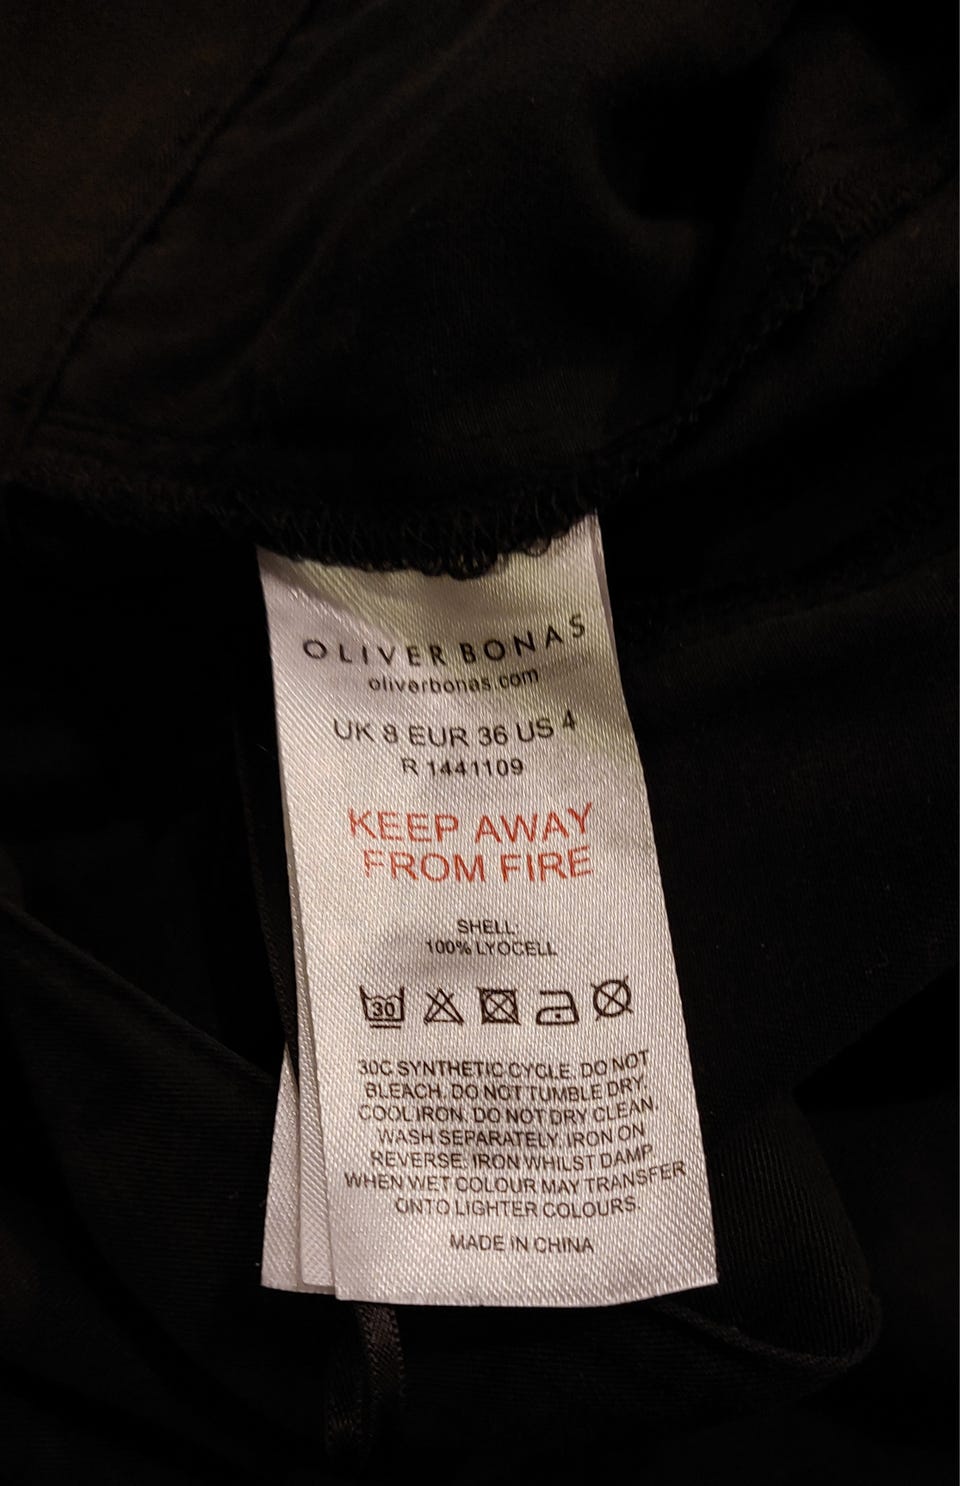 OLIVER BONAS
oliverbonas.com
UK 8 EUR 36 US 4
R 1441109
KEEP AWAY
FROM FIRE
SHELL:
100% LYOCELL
30
30C SYNTHETIC CYCLE. DO NOT
BLEACH. DO NOT TUMBLE DRY.
COOL IRON. DO NOT DRY CLEAN.
WASH SEPARATELY. IRON ON
REVERSE. IRON WHILST DAMP.
WHEN WET COLOUR MAY TRANSFER
ONTO LIGHTER COLOURS.
MADE IN CHINA